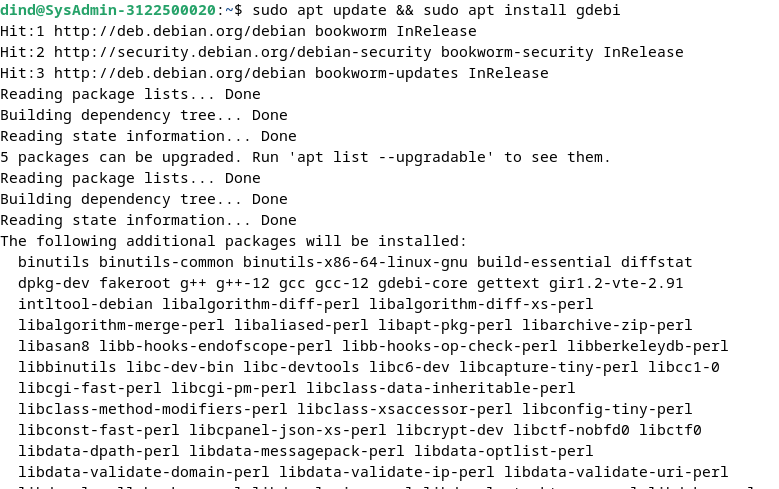 dind@SysAdmin-3122500020:~$ sudo apt update && sudo apt install gdebi
Hit:1 http://deb.debian.org/debian bookworm InRelease
Hit:2 http://security.debian.org/debian-security bookworm-security InRelease
Hit:3 http://deb.debian.org/debian bookworm-updates InRelease
Reading package lists... Done
Building dependency tree... Done
Reading state information... Done
5 packages can be upgraded. Run 'apt list --upgradable' to see them.
Reading package lists... Done
Building dependency tree... Done
Reading state information... Done
The following additional packages will be installed:
  binutils binutils-common binutils-x86-64-linux-gnu build-essential diffstat
  dpkg-dev fakeroot g++ g++-12 gcc gcc-12 gdebi-core gettext gir1.2-vte-2.91
  intltool-debian libalgorithm-diff-perl libalgorithm-diff-xs-perl
  libalgorithm-merge-perl libaliased-perl libapt-pkg-perl libarchive-zip-perl
  libasan8 libb-hooks-endofscope-perl libb-hooks-op-check-perl libberkeleydb-perl
  libbinutils libc-dev-bin libc-devtools libc6-dev libcapture-tiny-perl libcc1-0
  libcgi-fast-perl libcgi-pm-perl libclass-data-inheritable-perl
  libclass-method-modifiers-perl libclass-xsaccessor-perl libconfig-tiny-perl
  libconst-fast-perl libcpanel-json-xs-perl libcrypt-dev libctf-nobfd0 libctf0
  libdata-dpath-perl libdata-messagepack-perl libdata-optlist-perl
  libdata-validate-domain-perl libdata-validate-ip-perl libdata-validate-uri-perl